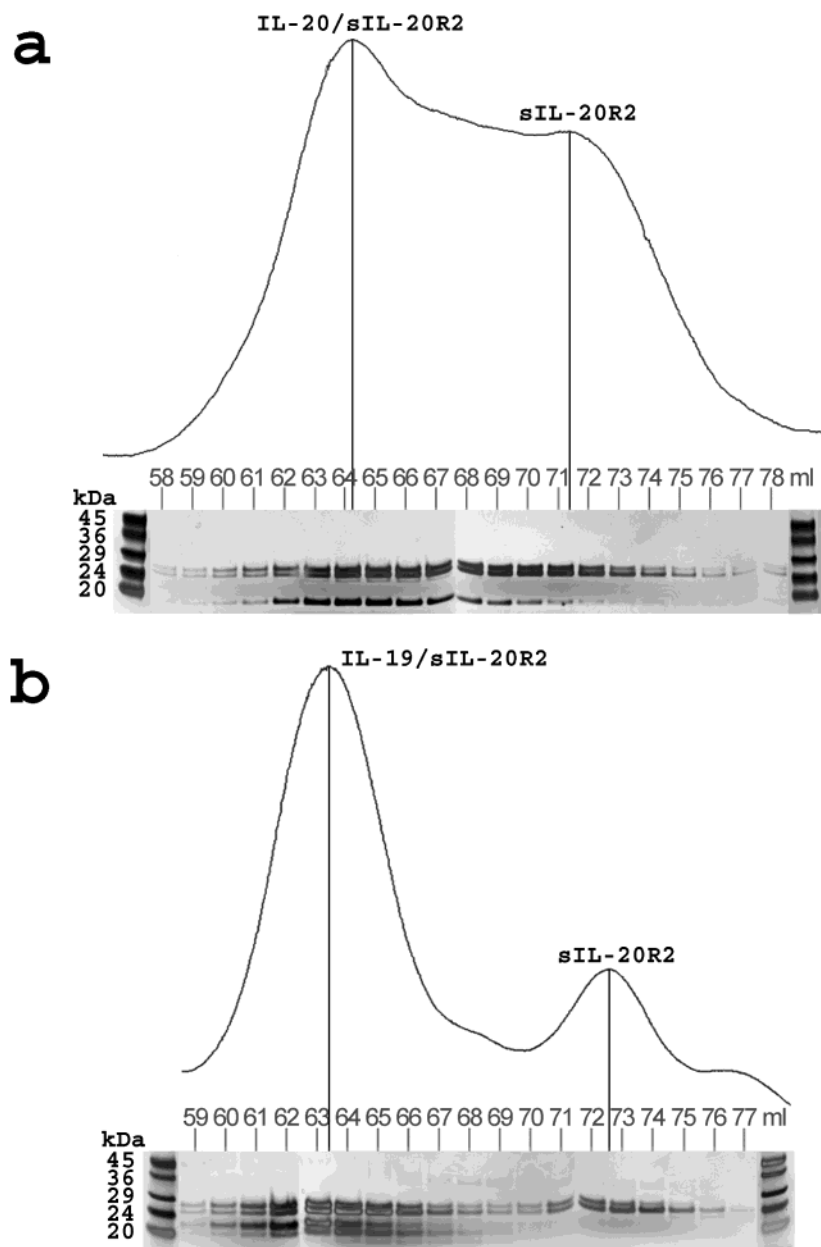 a
IL-20/sIL-20R2
sIL-20R2
58 59 60 61 62 63 64 65 66 67 68 69 70 71 72 73 74 75 76 77 78 ml
kDa
45
36
29
24
20
b
IL-19/sIL-20R2
sIL-20R2
59 60 61 62 63 64 65 66 67 68 69 70 71 72 73 74 75 76 77 ml
kDa
45
36
29
24
20